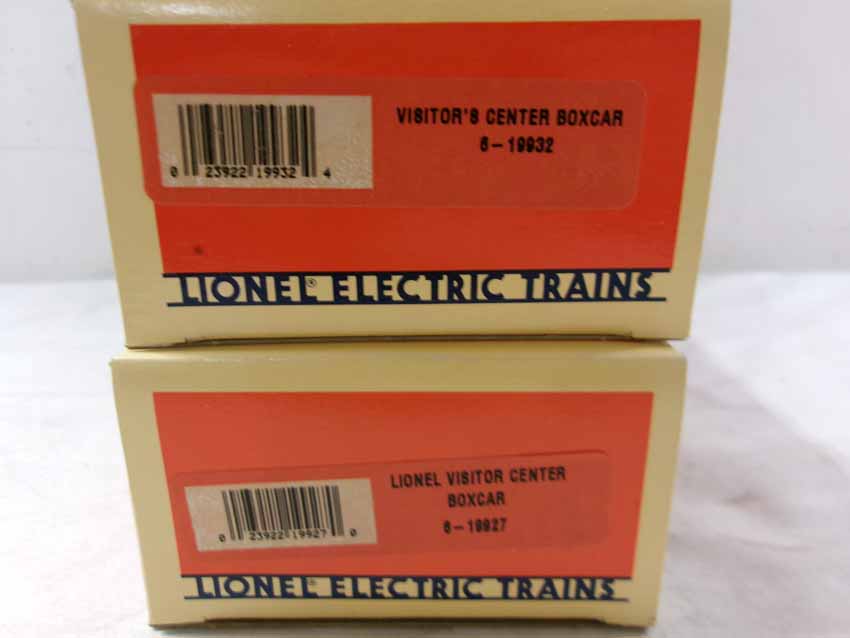 VISITOR'S CENTER BOXCAR
6-19932
0 23922 19932 4
LIONEL® ELECTRIC TRAINS
LIONEL VISITOR CENTER
BOXCAR
6-19927
0 23922 19927 0
LIONEL® ELECTRIC TRAINS